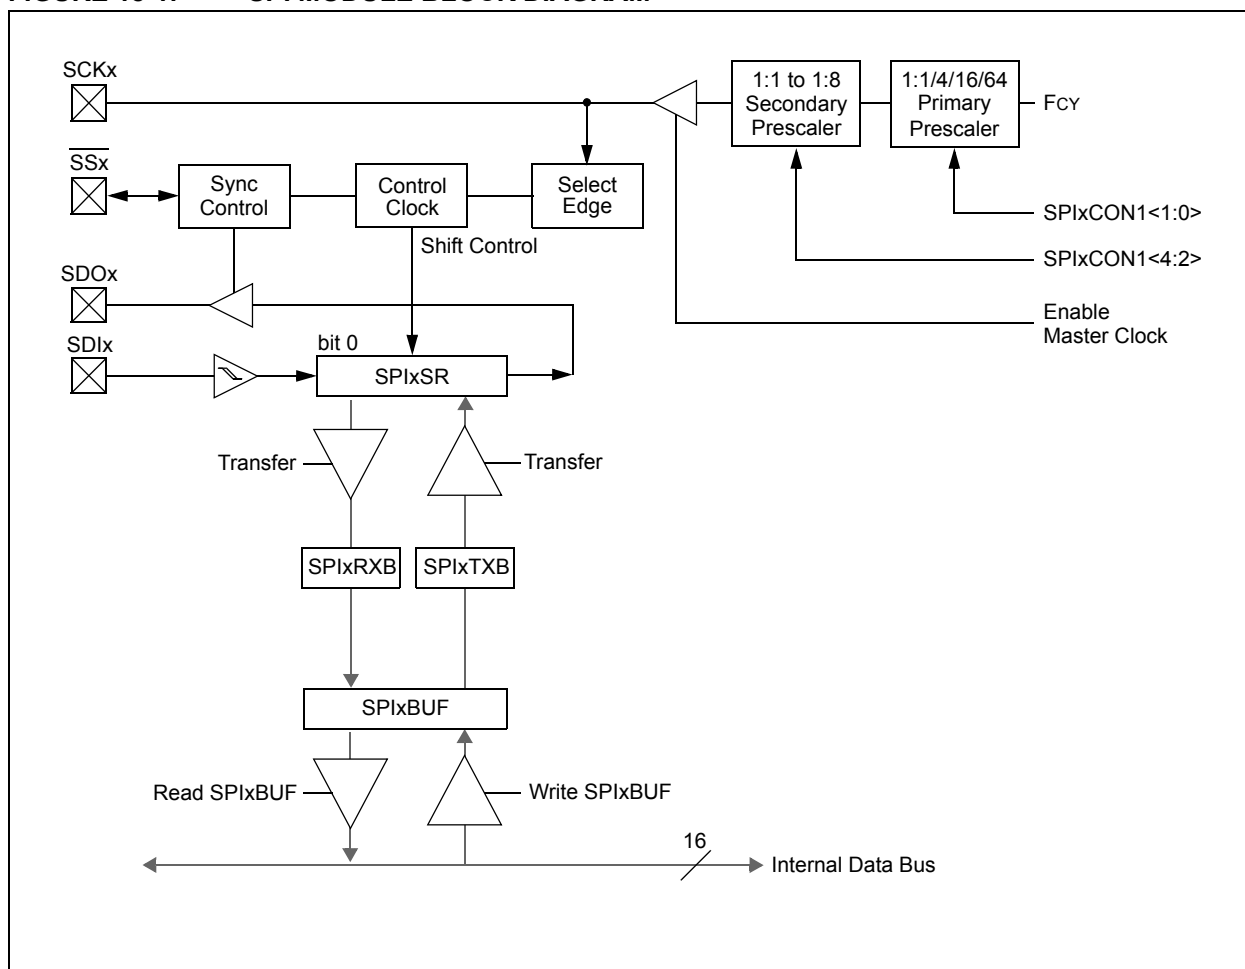 SCKx
1:1 to 1:8
Secondary
Prescaler
1:1/4/16/64
Primary
Prescaler
FCY
SSx
Sync
Control
Control
Clock
Select
Edge
SPIxCON1<1:0>
Shift Control
SPIxCON1<4:2>
SDOx
Enable
Master Clock
SDIx
bit 0
SPIxSR
Transfer
Transfer
SPIxRXB
SPIxTXB
SPIxBUF
Read SPIxBUF
Write SPIxBUF
16
Internal Data Bus